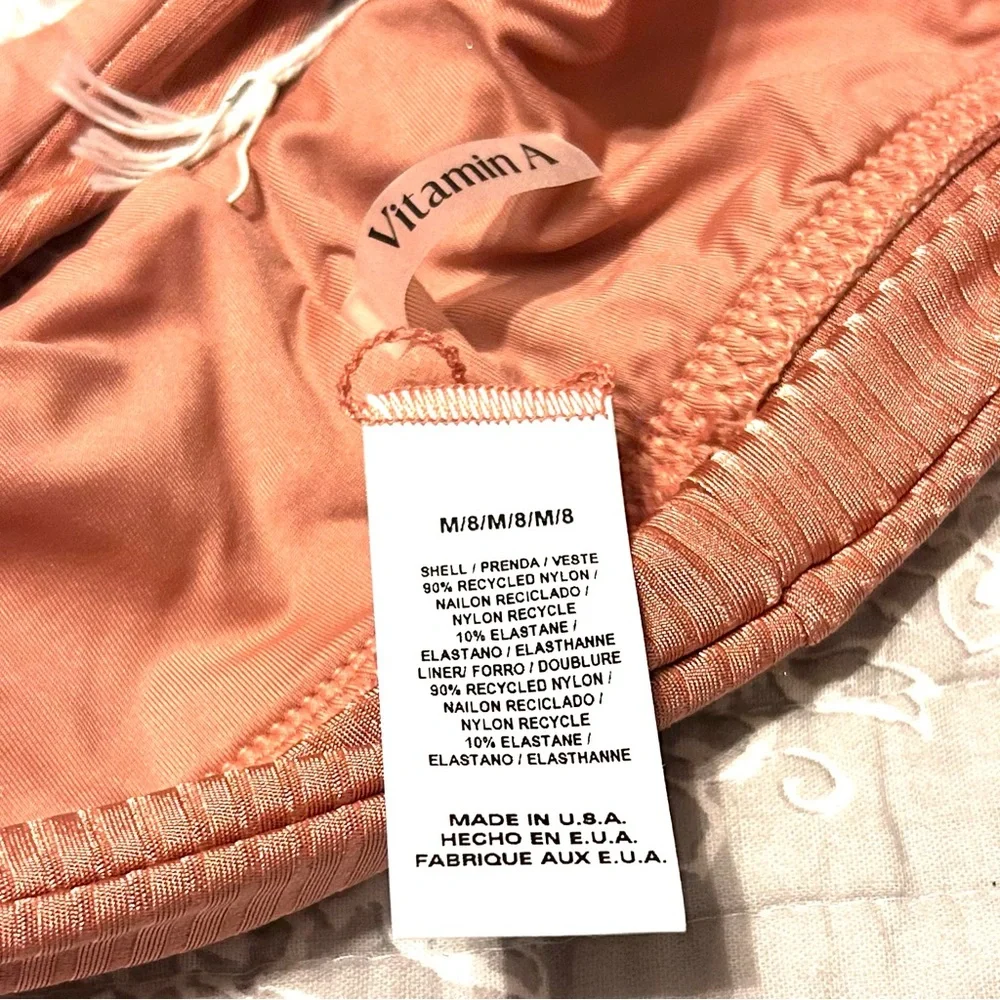 Vitamin A
M/8/M/8/M/8
SHELL / PRENDA / VESTE
90% RECYCLED NYLON /
NAILON RECICLADO /
NYLON RECYCLE
10% ELASTANE /
ELASTANO / ELASTHANNE
LINER/ FORRO / DOUBLURE
90% RECYCLED NYLON /
NAILON RECICLADO /
NYLON RECYCLE
10% ELASTANE /
ELASTANO / ELASTHANNE
MADE IN U.S.A.
HECHO EN E.U.A.
FABRIQUE AUX E.U.A.